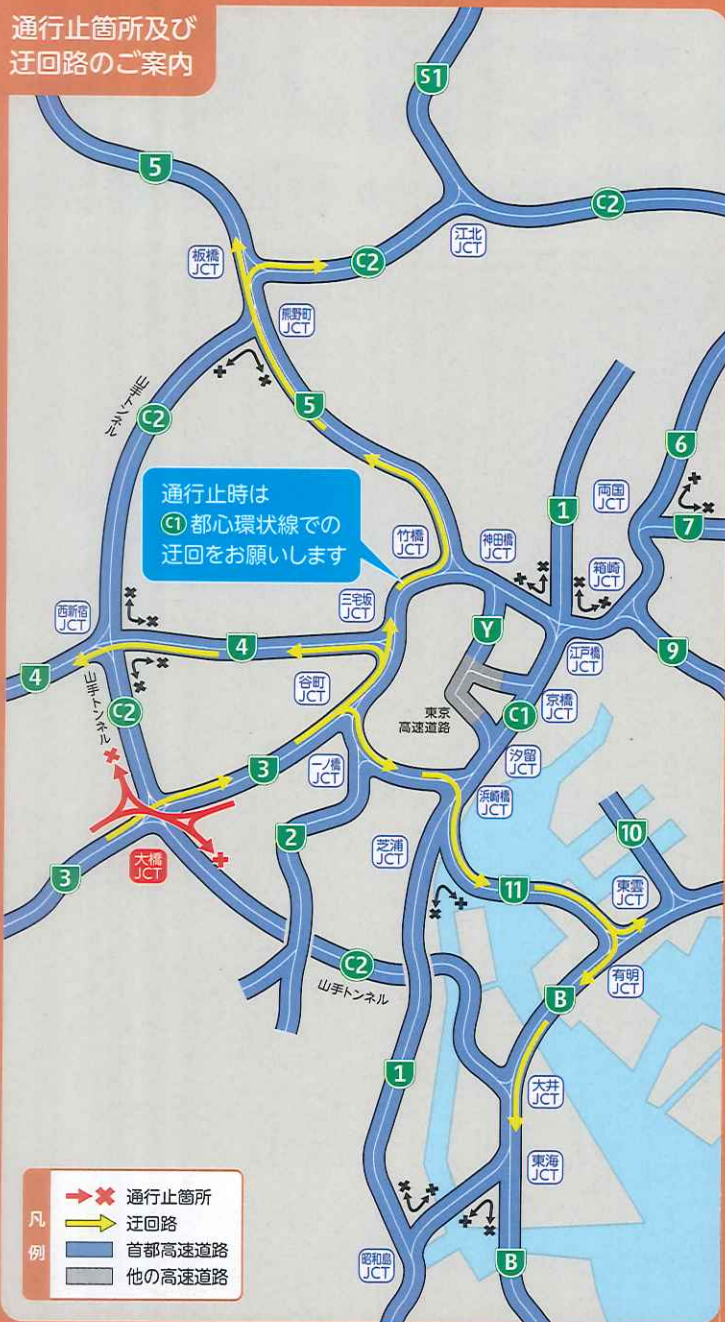 通行止箇所及び
迂回路のご案内
S1
5
C2
江北
JCT
板橋
JCT
C2
熊野町
JCT
山手トンネル
C2
5
6
両国
JCT
7
1
通行止時は
C1 都心環状線での
迂回をお願いします
竹橋
JCT
神田橋
JCT
箱崎
JCT
三宅坂
JCT
西新宿
JCT
4
Y
江戸橋
JCT
9
4
谷町
JCT
山手トンネル
C2
東京
高速道路
C1
京橋
JCT
汐留
JCT
3
一ノ橋
JCT
浜崎橋
JCT
2
芝浦
JCT
10
大橋
JCT
3
11
東雲
JCT
C2
山手トンネル
有明
JCT
B
1
大井
JCT
東海
JCT
昭和島
JCT
B
凡例
通行止箇所
迂回路
首都高速道路
他の高速道路